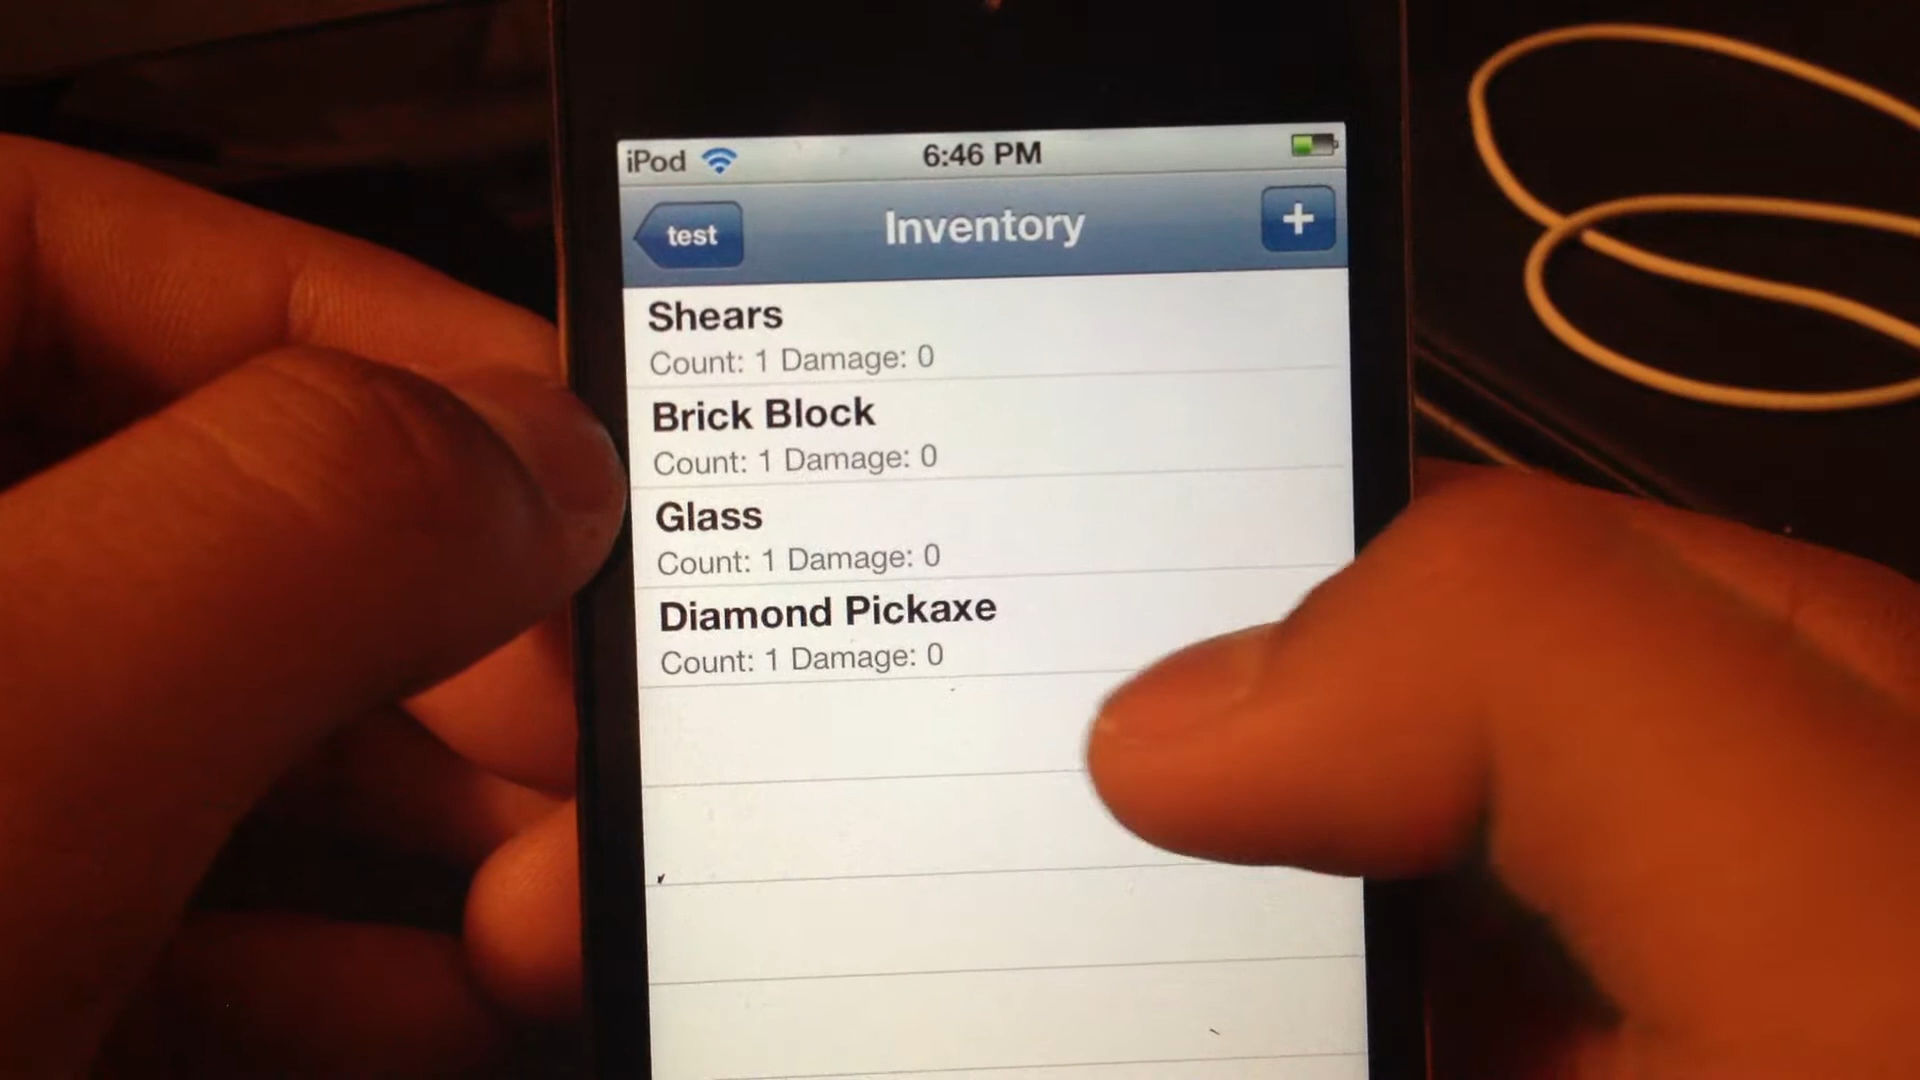 iPod 6:46 PM
test Inventory +
Shears
Count: 1 Damage: 0
Brick Block
Count: 1 Damage: 0
Glass
Count: 1 Damage: 0
Diamond Pickaxe
Count: 1 Damage: 0